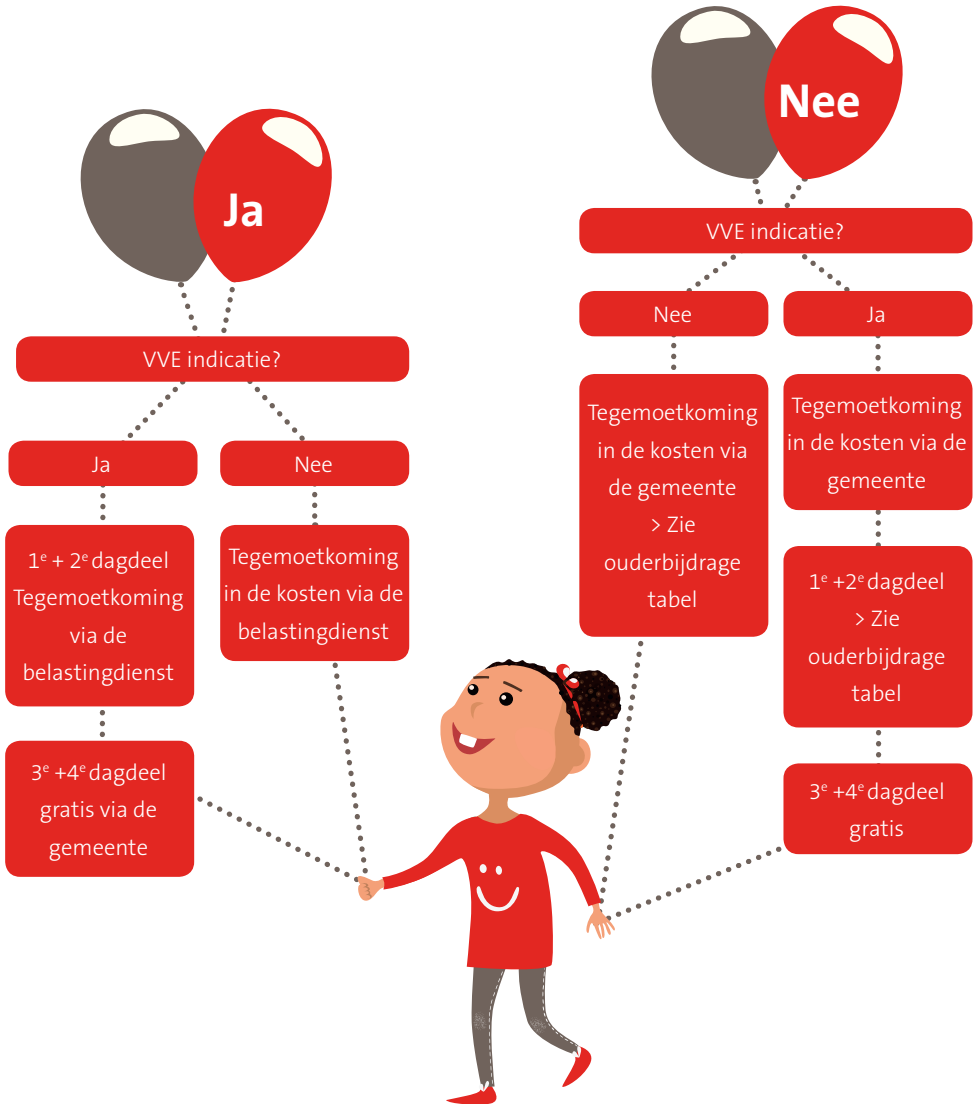 Ja
VVE indicatie?
Ja
1e + 2e dagdeel
Tegemoetkoming
via de
belastingdienst
3e +4e dagdeel
gratis via de
gemeente
Nee
Tegemoetkoming
in de kosten via de
belastingdienst
Nee
VVE indicatie?
Nee
Tegemoetkoming
in de kosten via
de gemeente
> Zie
ouderbijdrage
tabel
Ja
Tegemoetkoming
in de kosten via de
gemeente
1e +2e dagdeel
> Zie
ouderbijdrage
tabel
3e +4e dagdeel
gratis